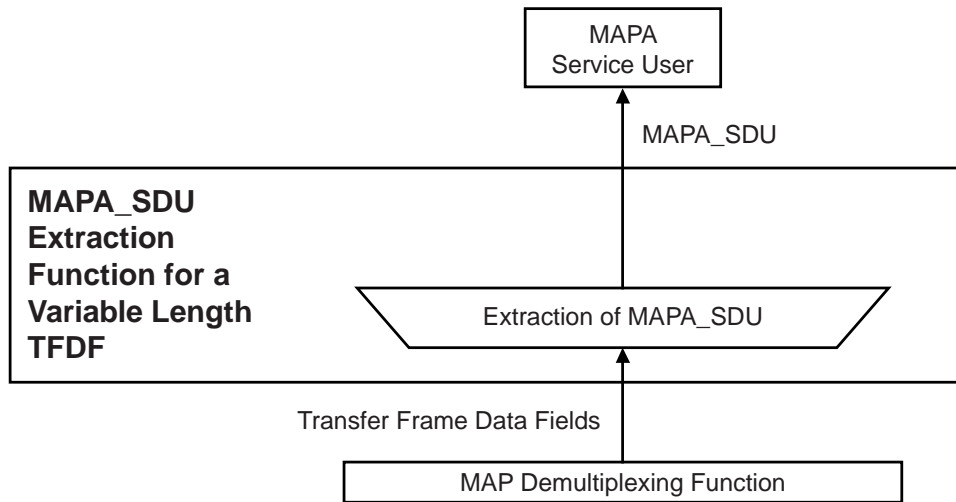 MAPA
Service User
MAPA_SDU
MAPA_SDU
Extraction
Function for a
Variable Length
TFDF
Extraction of MAPA_SDU
Transfer Frame Data Fields
MAP Demultiplexing Function